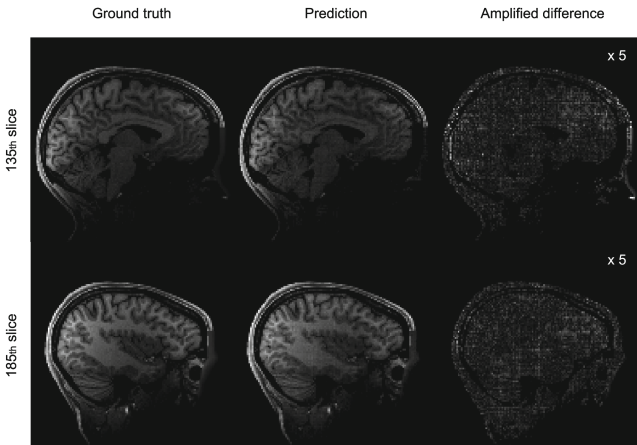 Ground truth Prediction Amplified difference
135th slice
x 5
185th slice
x 5